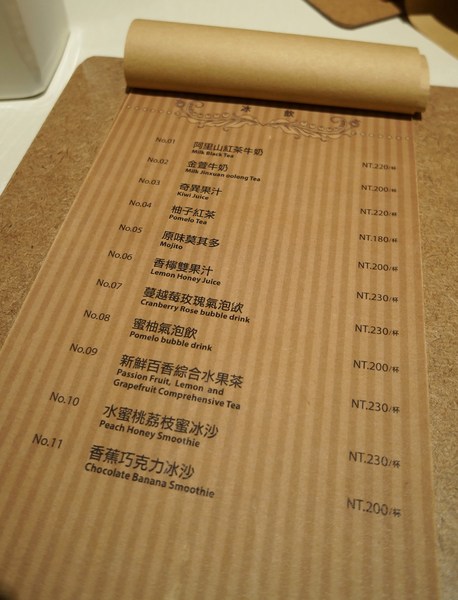 冰 飲
No.01 阿里山紅茶牛奶 NT.220/杯
Milk Black Tea
No.02 金萱牛奶 NT.200/杯
Milk Jinxuan oolong Tea
No.03 奇異果汁 NT.220/杯
Kiwi Juice
No.04 柚子紅茶 NT.180/杯
Pomelo Tea
No.05 原味莫其多 NT.200/杯
Mojito
No.06 香檸雙果汁 NT.230/杯
Lemon Honey Juice
No.07 蔓越莓玫瑰氣泡飲 NT.230/杯
Cranberry Rose bubble drink
No.08 蜜柚氣泡飲 NT.200/杯
Pomelo bubble drink
No.09 新鮮百香綜合水果茶 NT.230/杯
Passion Fruit, Lemon and
Grapefruit Comprehensive Tea
No.10 水蜜桃荔枝蜜冰沙 NT.230/杯
Peach Honey Smoothie
No.11 香蕉巧克力冰沙 NT.200/杯
Chocolate Banana Smoothie